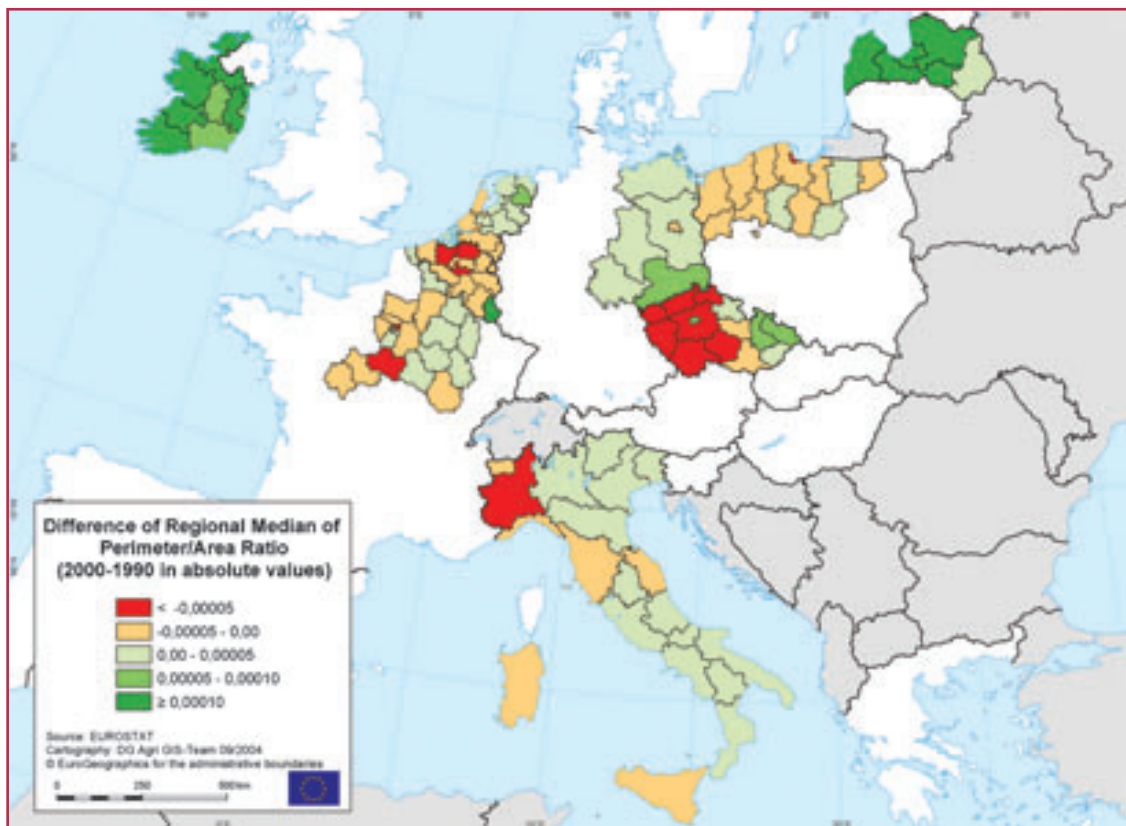 Difference of Regional Median of
Perimeter/Area Ratio
(2000-1990 in absolute values)
< -0,00005
-0,00005 - 0,00
0,00 - 0,00005
0,00005 - 0,00010
≥ 0,00010
Source: EUROSTAT
Cartography: DG Agri GIS-Team 09/2004
© EuroGeographics for the administrative boundaries
0 250 500 km